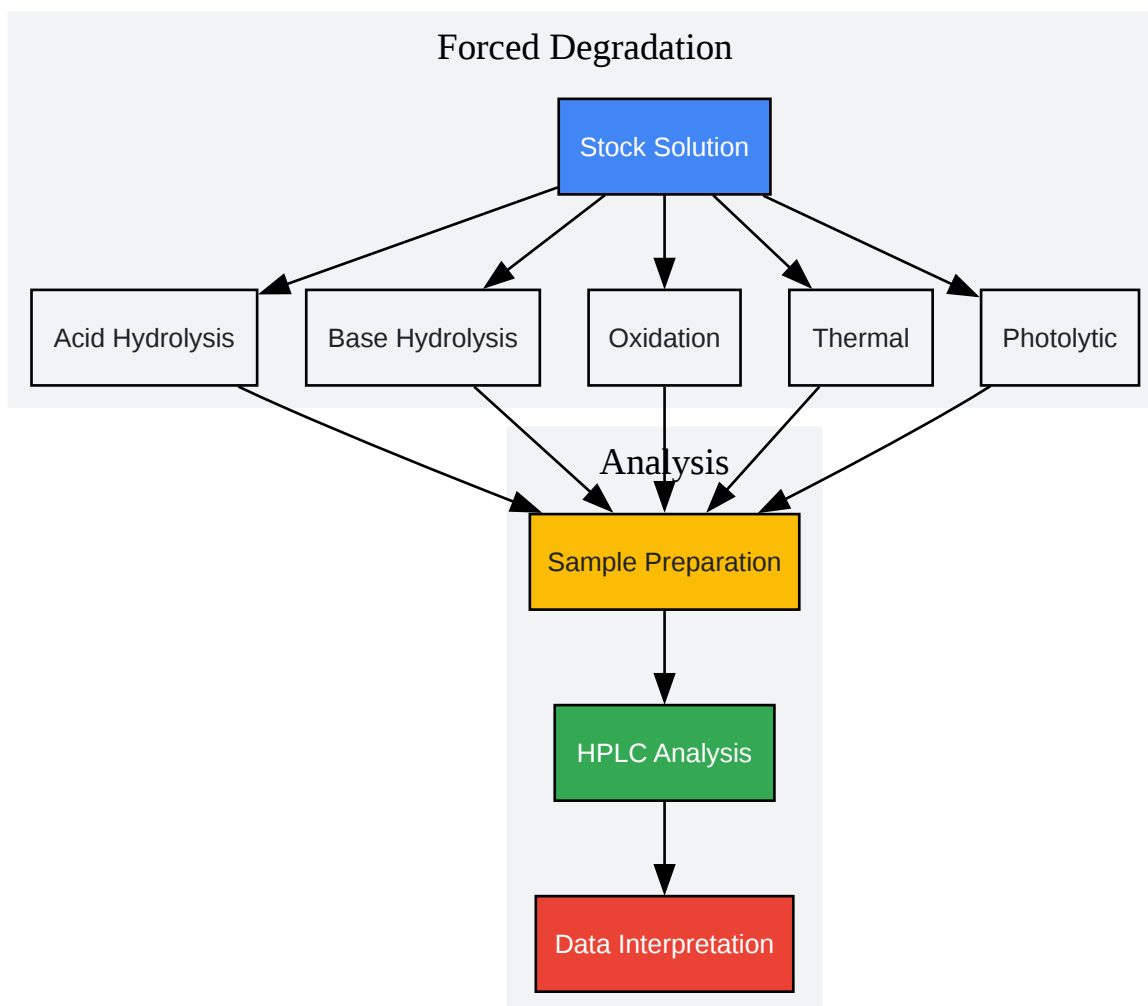 Forced Degradation
Stock Solution
Acid Hydrolysis
Base Hydrolysis
Oxidation
Thermal
Photolytic
Analysis
Sample Preparation
HPLC Analysis
Data Interpretation